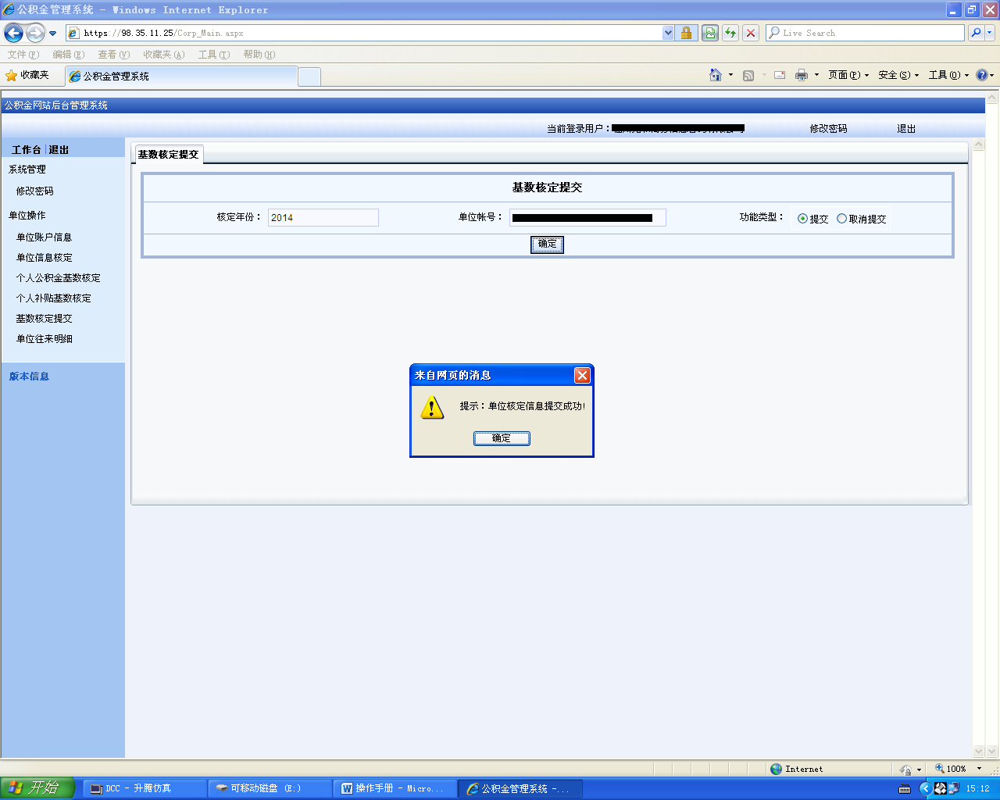 公积金管理系统 - Windows Internet Explorer
https://98.35.11.25/Corp_Main.aspx
Live Search
文件(F) 编辑(E) 查看(V) 收藏夹(A) 工具(T) 帮助(H)
收藏夹
公积金管理系统
页面(P) 安全(S) 工具(O)
公积金网站后台管理系统
当前登录用户：
修改密码
退出
工作台 | 退出
系统管理
修改密码
单位操作
单位账户信息
单位信息核定
个人公积金基数核定
个人补贴基数核定
基数核定提交
单位往来明细
版本信息
基数核定提交
基数核定提交
核定年份： 2014
单位帐号：
功能类型： 提交 取消提交
确定
来自网页的消息
提示：单位核定信息提交成功!
确定
Internet
100%
开始
DCC - 升腾仿真
可移动磁盘 (E:)
操作手册 - Micro...
公积金管理系统 -...
15:12